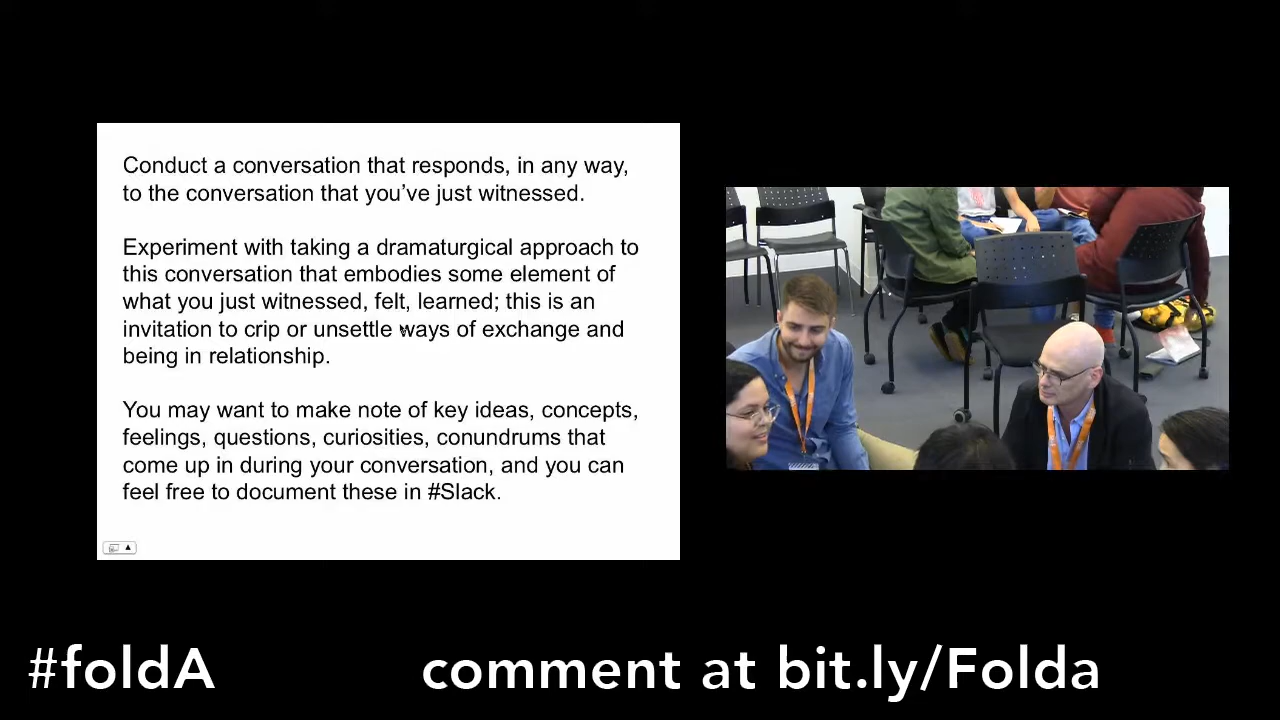 Conduct a conversation that responds, in any way,
to the conversation that you’ve just witnessed.
Experiment with taking a dramaturgical approach to
this conversation that embodies some element of
what you just witnessed, felt, learned; this is an
invitation to crip or unsettle ways of exchange and
being in relationship.
You may want to make note of key ideas, concepts,
feelings, questions, curiosities, conundrums that
come up in during your conversation, and you can
feel free to document these in #Slack.
#foldA
comment at bit.ly/Folda